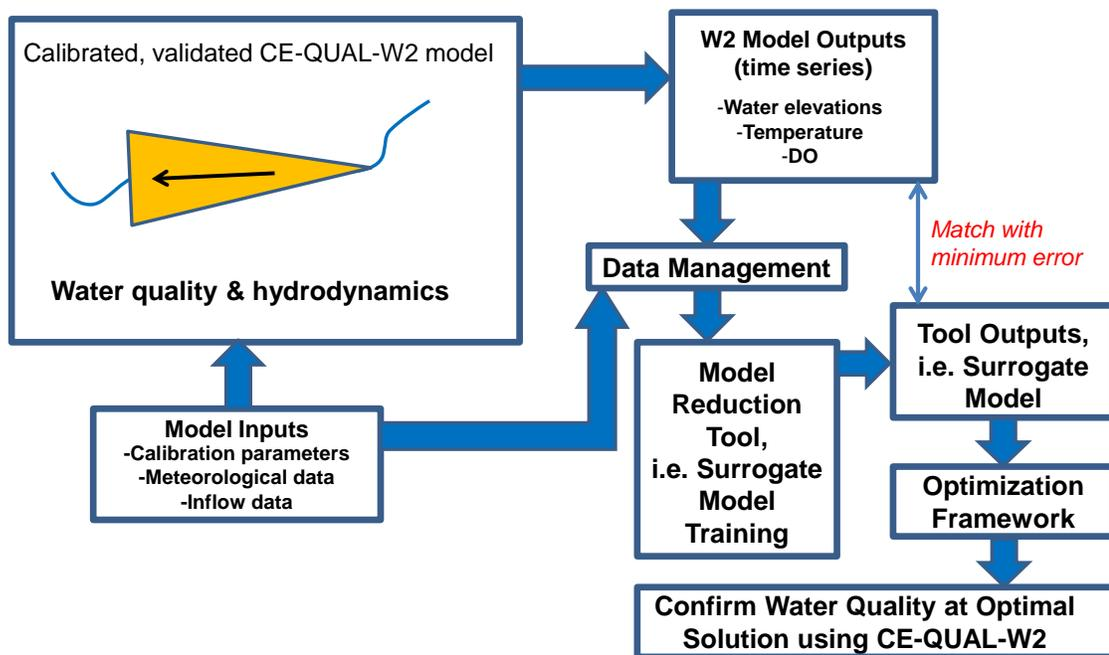 Calibrated, validated CE-QUAL-W2 model
Water quality & hydrodynamics
W2 Model Outputs
(time series)
-Water elevations
-Temperature
-DO
Match with
minimum error
Data Management
Model Inputs
-Calibration parameters
-Meteorological data
-Inflow data
Model
Reduction
Tool,
i.e. Surrogate
Model
Training
Tool Outputs,
i.e. Surrogate
Model
Optimization
Framework
Confirm Water Quality at Optimal
Solution using CE-QUAL-W2